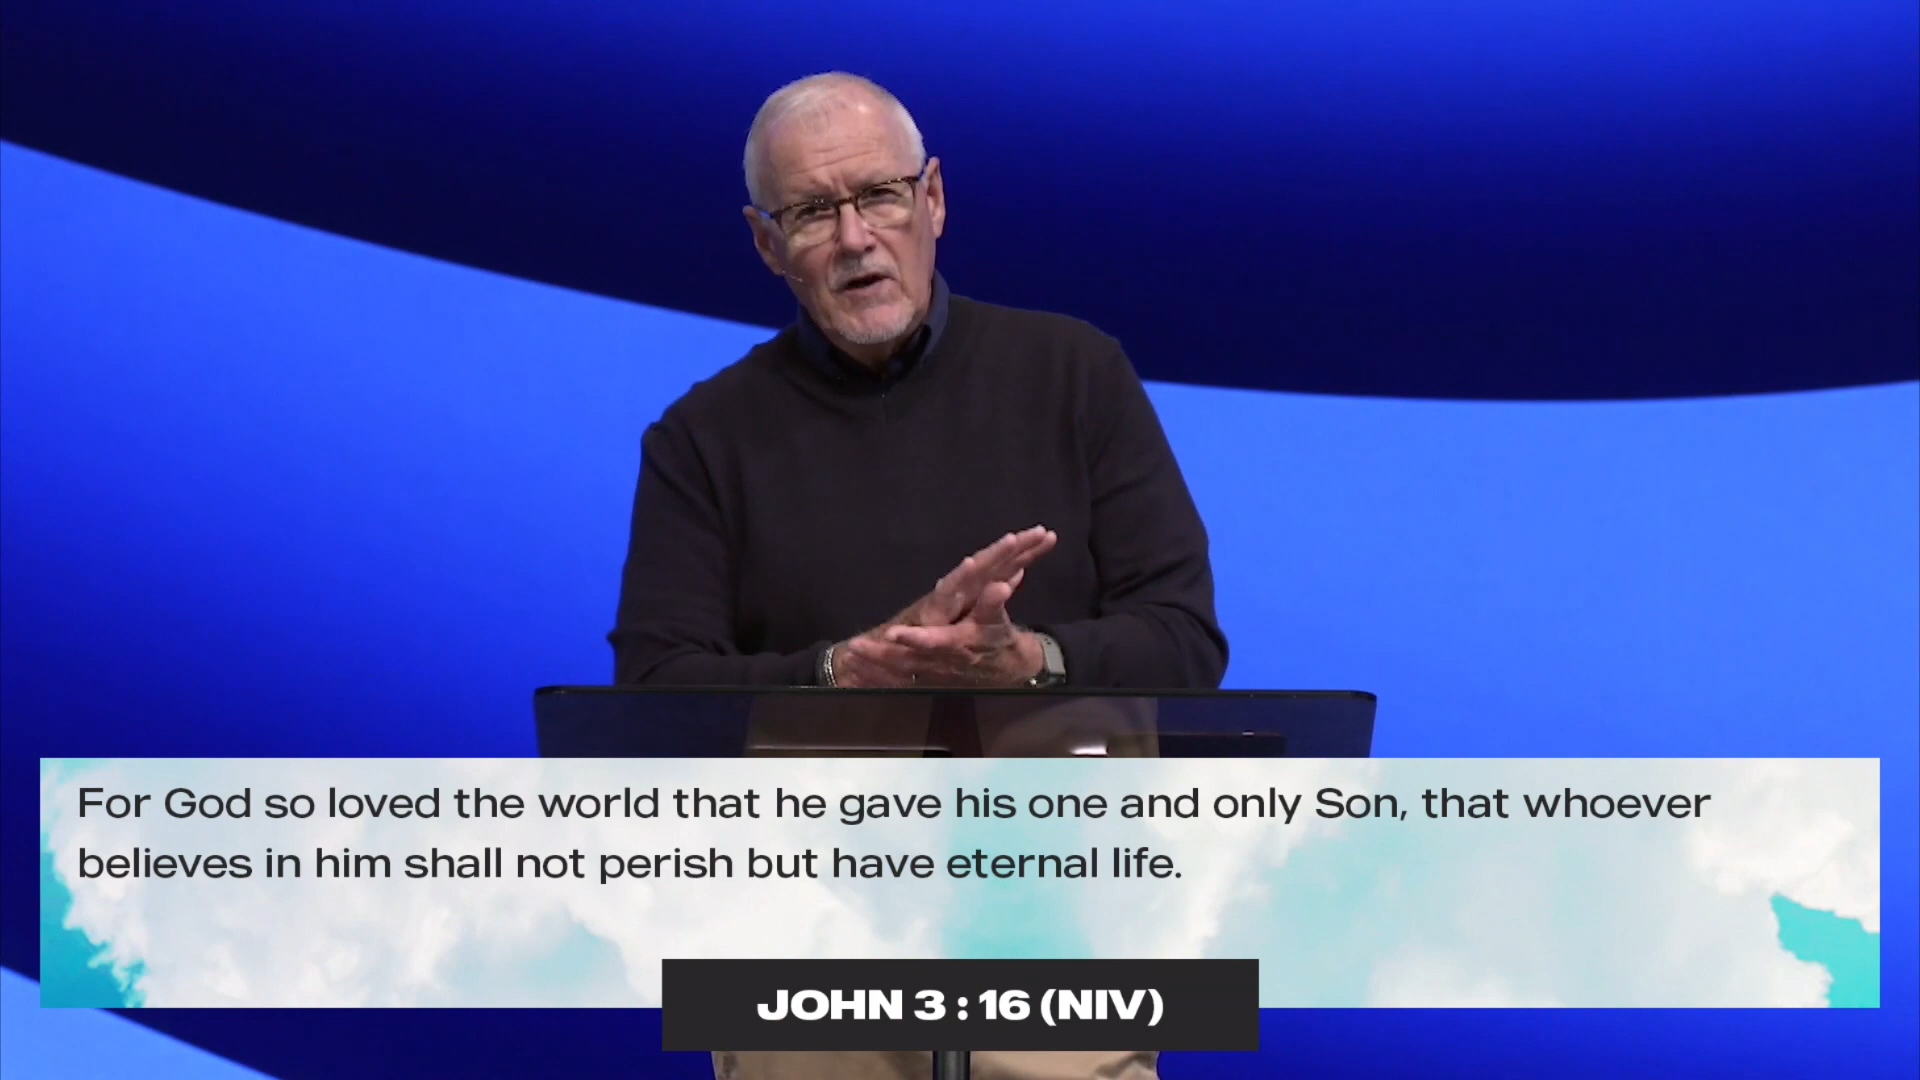 For God so loved the world that he gave his one and only Son, that whoever
believes in him shall not perish but have eternal life.
JOHN 3 : 16 (NIV)